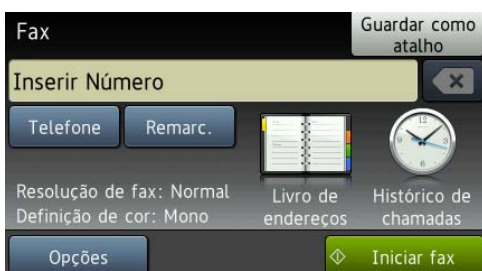 Fax
Guardar como
atalho
Inserir Número
Telefone
Remarc.
Resolução de fax: Normal
Definição de cor: Mono
Livro de
endereços
Histórico de
chamadas
Opções
Iniciar fax